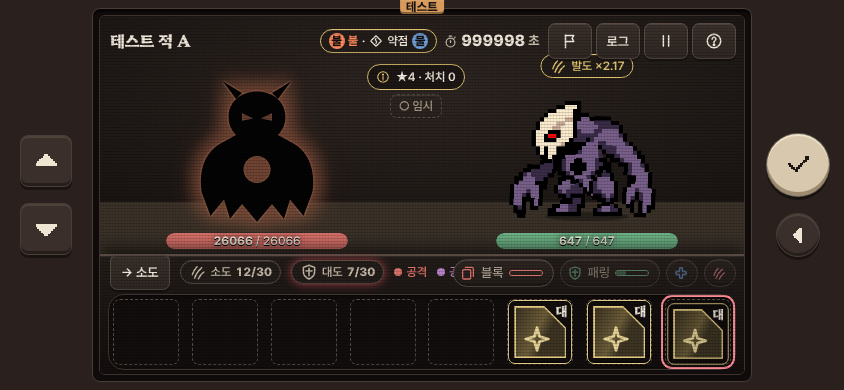 테스트
테스트 적 A
불 불 · 약점 물
999998 초
로그
발도 ×2.17
★4 · 처치 0
임시
26066 / 26066
647 / 647
→ 소도
소도 12/30
대도 7/30
공격
블록
패링
대
대
대